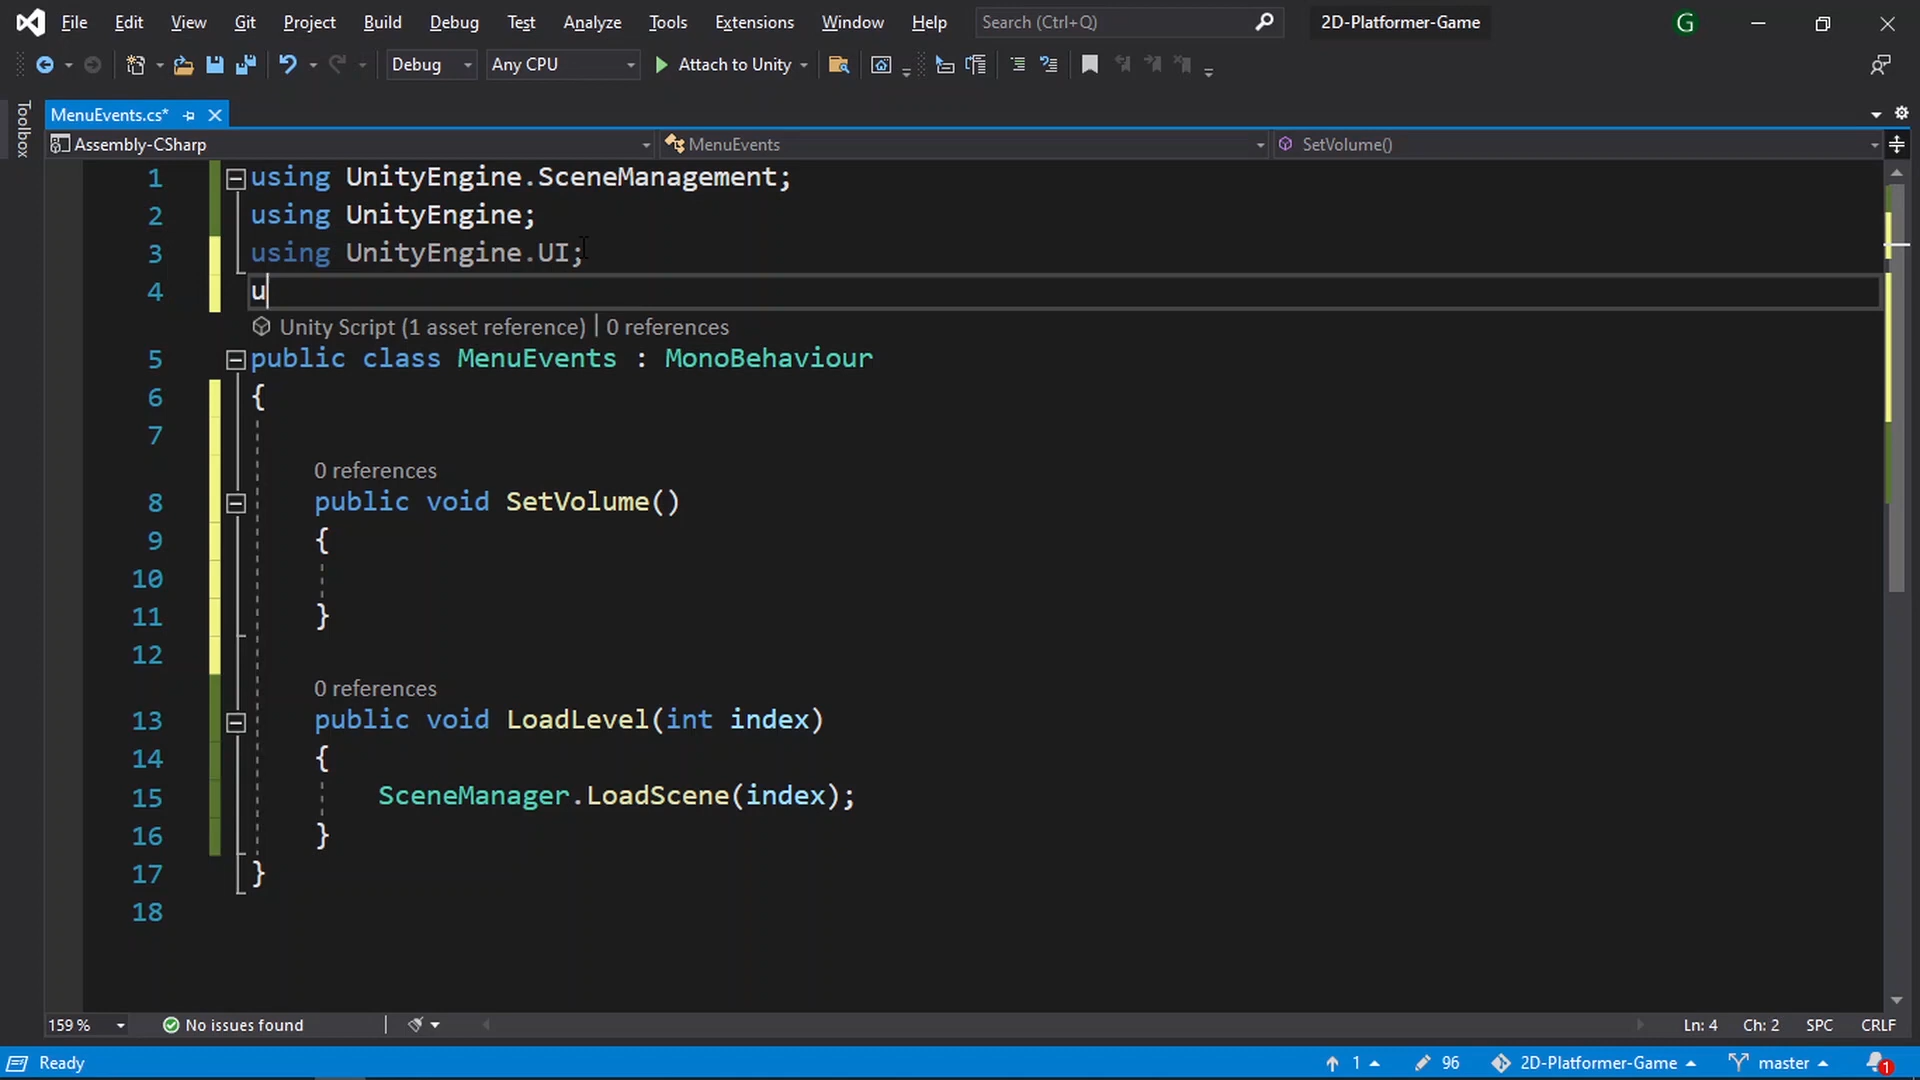 File Edit View Git Project Build Debug Test Analyze Tools Extensions Window Help Search (Ctrl+Q) 2D-Platformer-Game G
Debug Any CPU Attach to Unity
Toolbox
MenuEvents.cs*
Assembly-CSharp MenuEvents SetVolume()
1 using UnityEngine.SceneManagement;
2 using UnityEngine;
3 using UnityEngine.UI;
4 u
Unity Script (1 asset reference) | 0 references
5 public class MenuEvents : MonoBehaviour
6 {
7
0 references
8 public void SetVolume()
9 {
10
11 }
12
0 references
13 public void LoadLevel(int index)
14 {
15 SceneManager.LoadScene(index);
16 }
17 }
18
159 % No issues found Ln: 4 Ch: 2 SPC CRLF
Ready 1 96 2D-Platformer-Game master 1